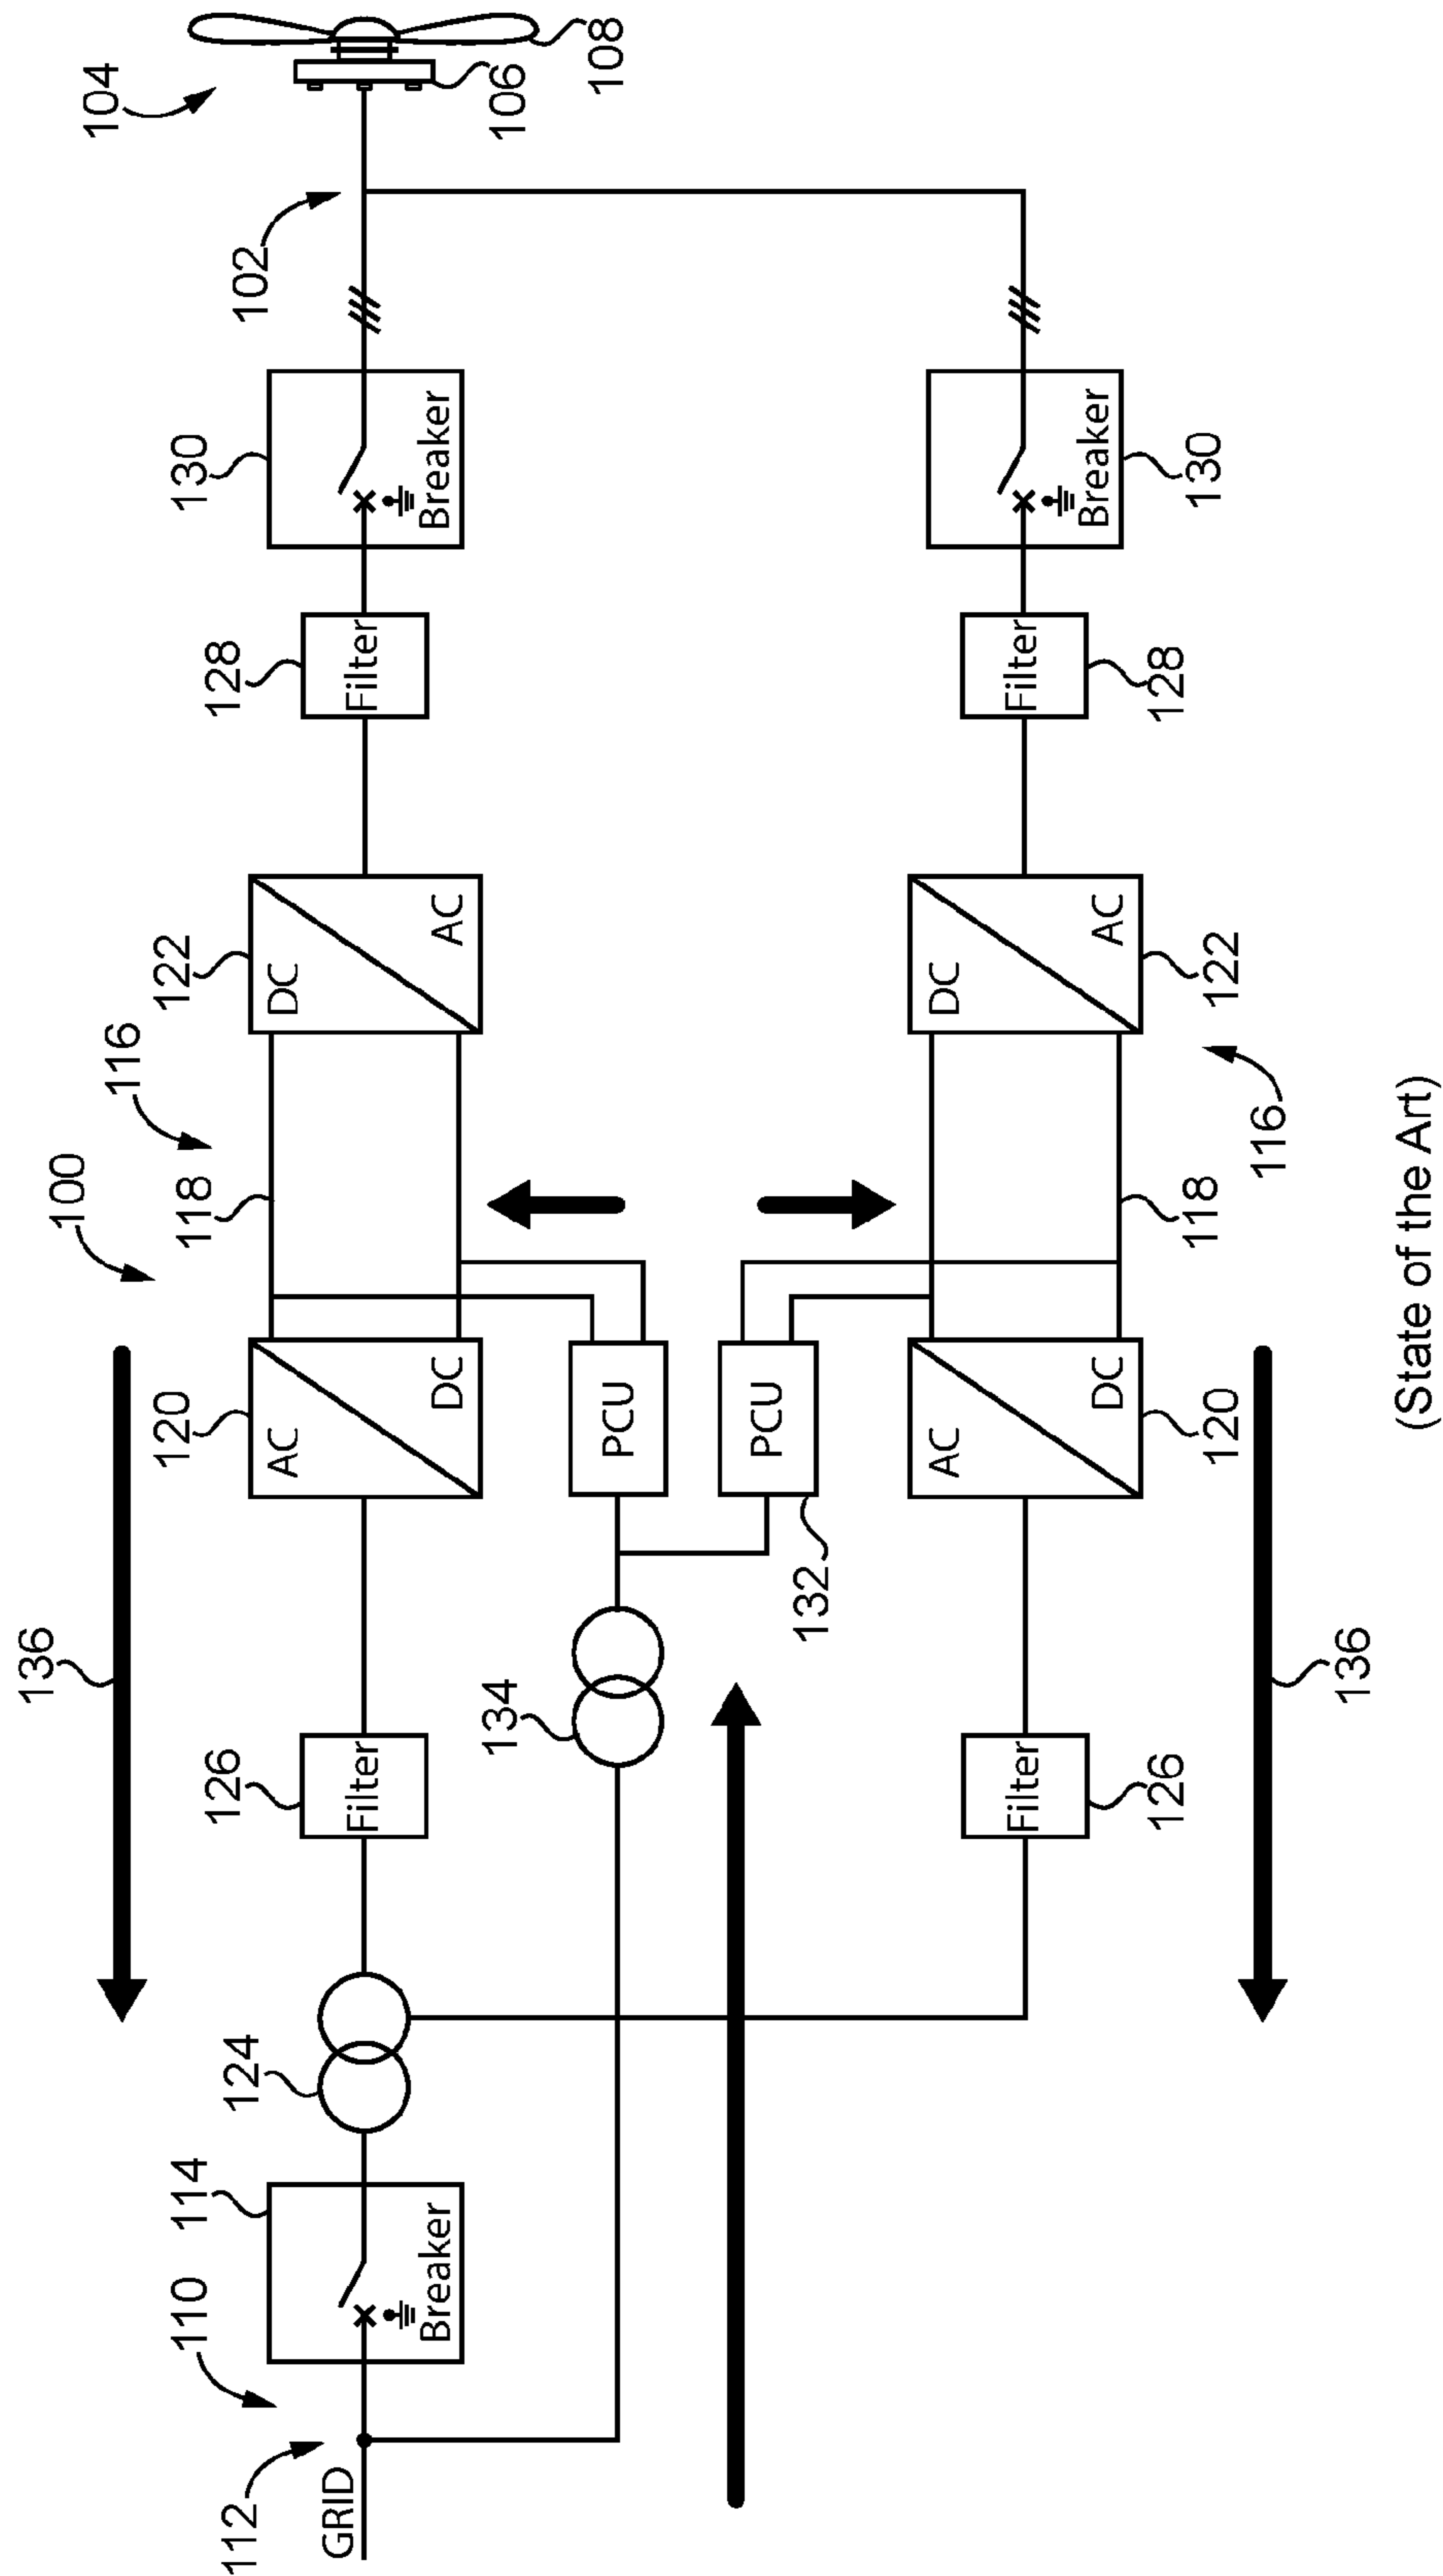 100
116
104
102
108
106
136
120
118
122
128
130
126
124
114
110
112
GRID
Breaker
Filter
AC
DC
DC
AC
Filter
Breaker
134
PCU
PCU
132
Filter
AC
DC
DC
AC
Filter
Breaker
126
120
118
122
128
130
136
116
(State of the Art)